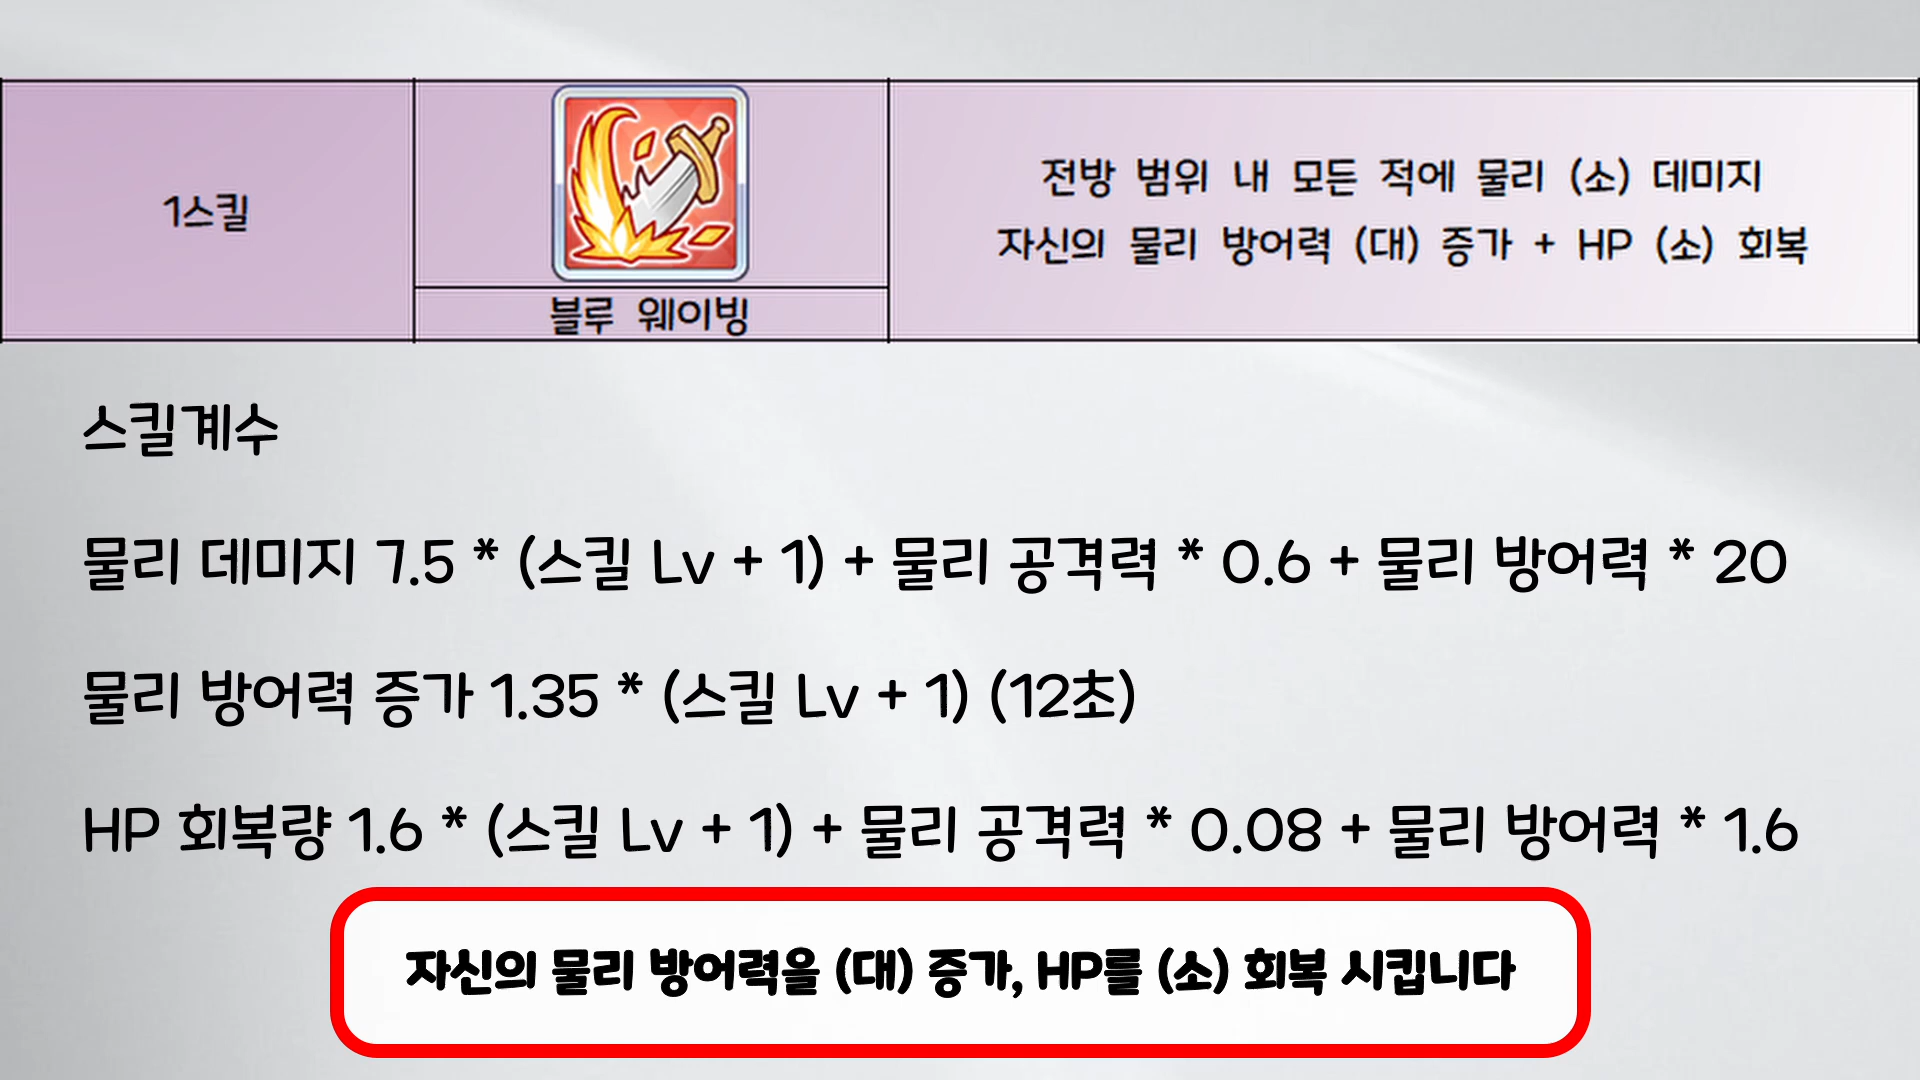 1스킬
블루 웨이빙
전방 범위 내 모든 적에 물리 (소) 데미지
자신의 물리 방어력 (대) 증가 + HP (소) 회복
스킬계수
물리 데미지 7.5 * (스킬 Lv + 1) + 물리 공격력 * 0.6 + 물리 방어력 * 20
물리 방어력 증가 1.35 * (스킬 Lv + 1) (12초)
HP 회복량 1.6 * (스킬 Lv + 1) + 물리 공격력 * 0.08 + 물리 방어력 * 1.6
자신의 물리 방어력을 (대) 증가, HP를 (소) 회복 시킵니다